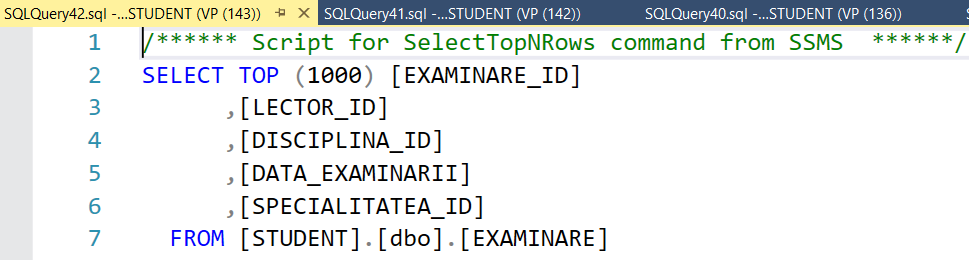 SQLQuery42.sql -...STUDENT (VP (143)) SQLQuery41.sql -...STUDENT (VP (142)) SQLQuery40.sql -...STUDENT (VP (136))
1 /****** Script for SelectTopNRows command from SSMS  ******/
2 SELECT TOP (1000) [EXAMINARE_ID]
3 ,[LECTOR_ID]
4 ,[DISCIPLINA_ID]
5 ,[DATA_EXAMINARII]
6 ,[SPECIALITATEA_ID]
7 FROM [STUDENT].[dbo].[EXAMINARE]